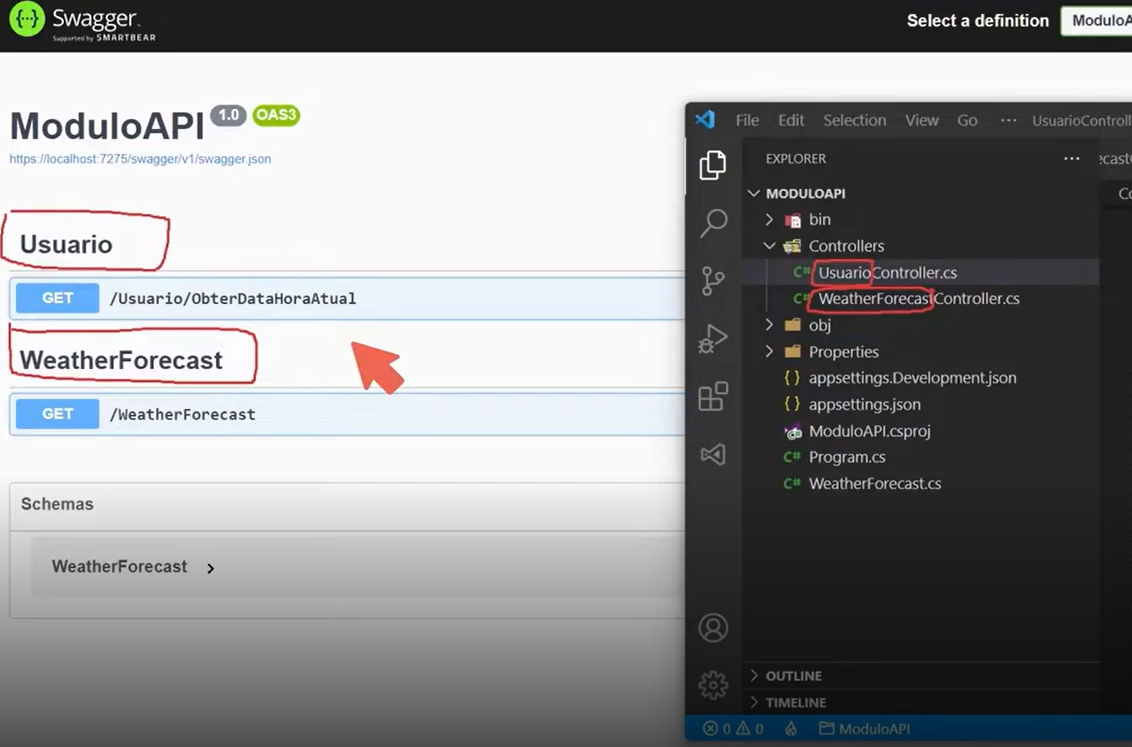 Swagger
Supported by SMARTBEAR
Select a definition
ModuloAPI 1.0 OAS3
https://localhost:7275/swagger/v1/swagger.json
Usuario
GET /Usuario/ObterDataHoraAtual
WeatherForecast
GET /WeatherForecast
Schemas
WeatherForecast
File Edit Selection View Go ···
EXPLORER ···
MODULOAPI
bin
Controllers
C# UsuarioController.cs
C# WeatherForecastController.cs
obj
Properties
{ } appsettings.Development.json
{ } appsettings.json
ModuloAPI.csproj
C# Program.cs
C# WeatherForecast.cs
OUTLINE
TIMELINE
0 0 ModuloAPI